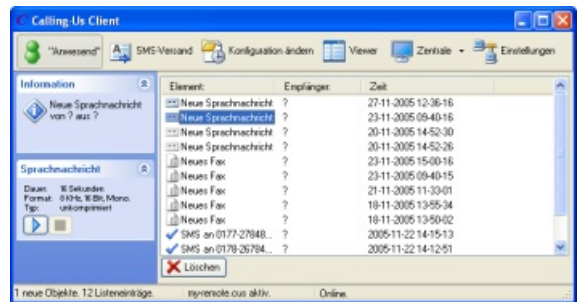 Calling-Us Client
"Anwesend" SMS-Versand Konfiguration ändern Viewer Zentrale Einstellungen
Information
Neue Sprachnachricht
von ? aus ?
Sprachnachricht
Dauer: 16 Sekunden
Format: 8 KHz, 16 Bit, Mono.
Typ: unkomprimiert
Element: Empfänger: Zeit:
Neue Sprachnachricht ? 27-11-2005 12-36-16
Neue Sprachnachricht ? 23-11-2005 09-40-16
Neue Sprachnachricht ? 20-11-2005 14-52-30
Neue Sprachnachricht ? 20-11-2005 14-52-26
Neues Fax ? 23-11-2005 15-00-16
Neues Fax ? 23-11-2005 09-40-15
Neues Fax ? 21-11-2005 11-33-01
Neues Fax ? 18-11-2005 13-55-34
Neues Fax ? 18-11-2005 13-50-02
SMS an 0177-27848... ? 2005-11-22 14-15-13
SMS an 0178-26784... ? 2005-11-22 14-12-51
Löschen
1 neue Objekte. 12 Listeneinträge. my-remote.cus aktiv. Online.